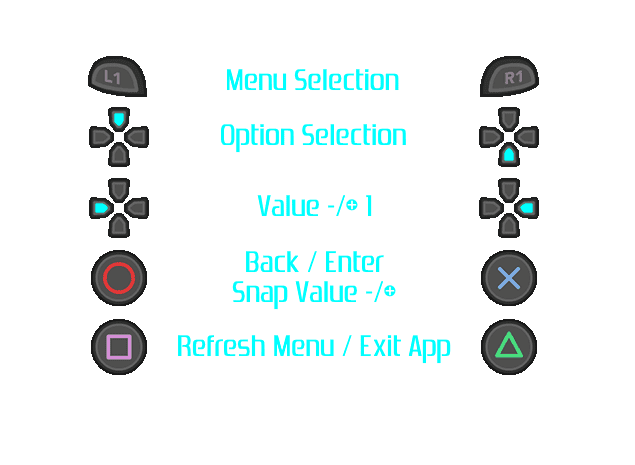 L1 Menu Selection R1
Option Selection
Value -/+ 1
Back / Enter
Snap Value -/+
Refresh Menu / Exit App